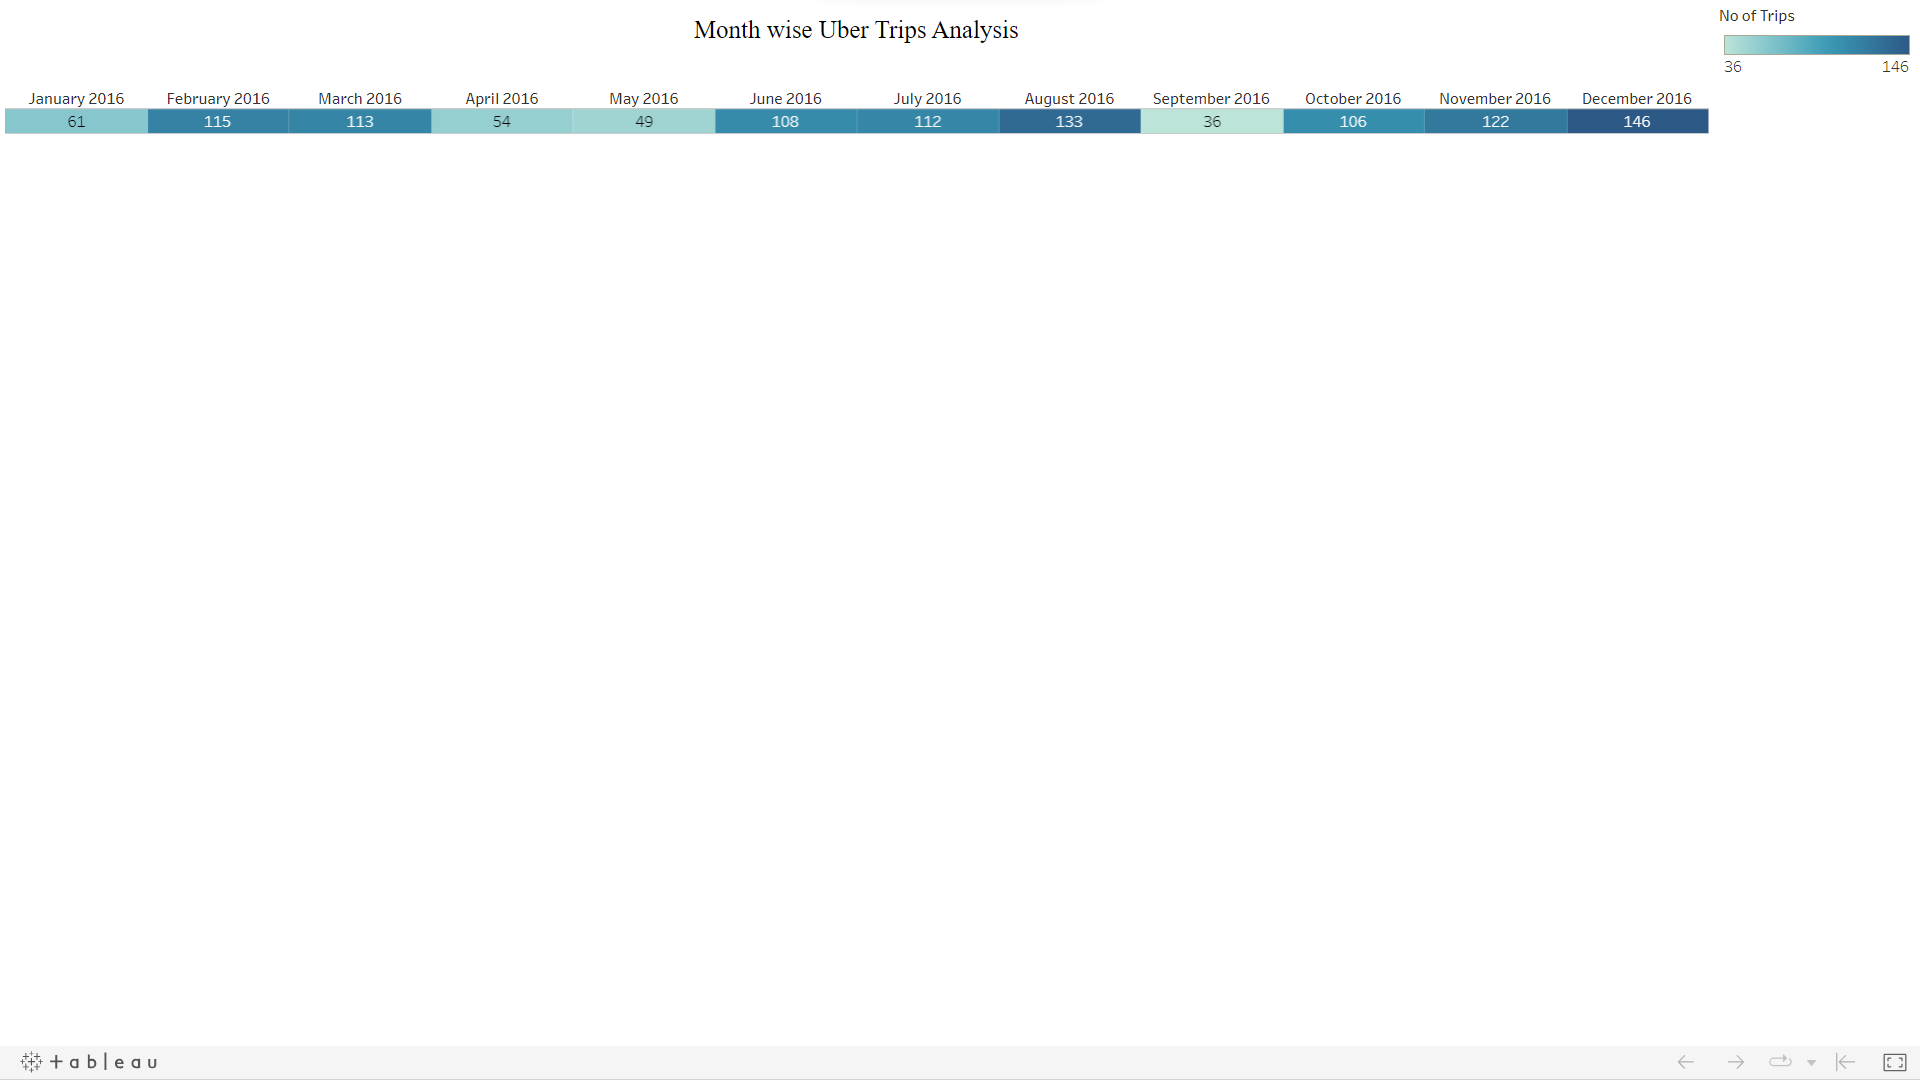 Month wise Uber Trips Analysis
No of Trips
36 146
January 2016 February 2016 March 2016 April 2016 May 2016 June 2016 July 2016 August 2016 September 2016 October 2016 November 2016 December 2016
61 115 113 54 49 108 112 133 36 106 122 146
+ a b | e a u